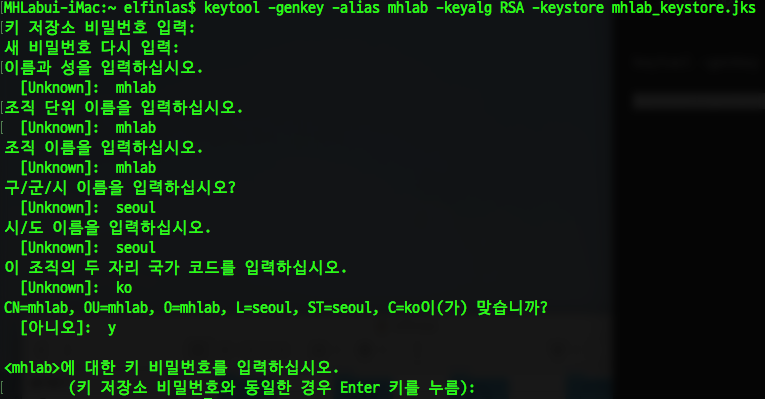 MHLabui-iMac:~ elfinlas$ keytool -genkey -alias mhlab -keyalg RSA -keystore mhlab_keystore.jks
키 저장소 비밀번호 입력:
새 비밀번호 다시 입력:
이름과 성을 입력하십시오.
[Unknown]: mhlab
조직 단위 이름을 입력하십시오.
[Unknown]: mhlab
조직 이름을 입력하십시오.
[Unknown]: mhlab
구/군/시 이름을 입력하십시오?
[Unknown]: seoul
시/도 이름을 입력하십시오.
[Unknown]: seoul
이 조직의 두 자리 국가 코드를 입력하십시오.
[Unknown]: ko
CN=mhlab, OU=mhlab, O=mhlab, L=seoul, ST=seoul, C=ko이(가) 맞습니까?
[아니오]: y
<mhlab>에 대한 키 비밀번호를 입력하십시오.
(키 저장소 비밀번호와 동일한 경우 Enter 키를 누름):